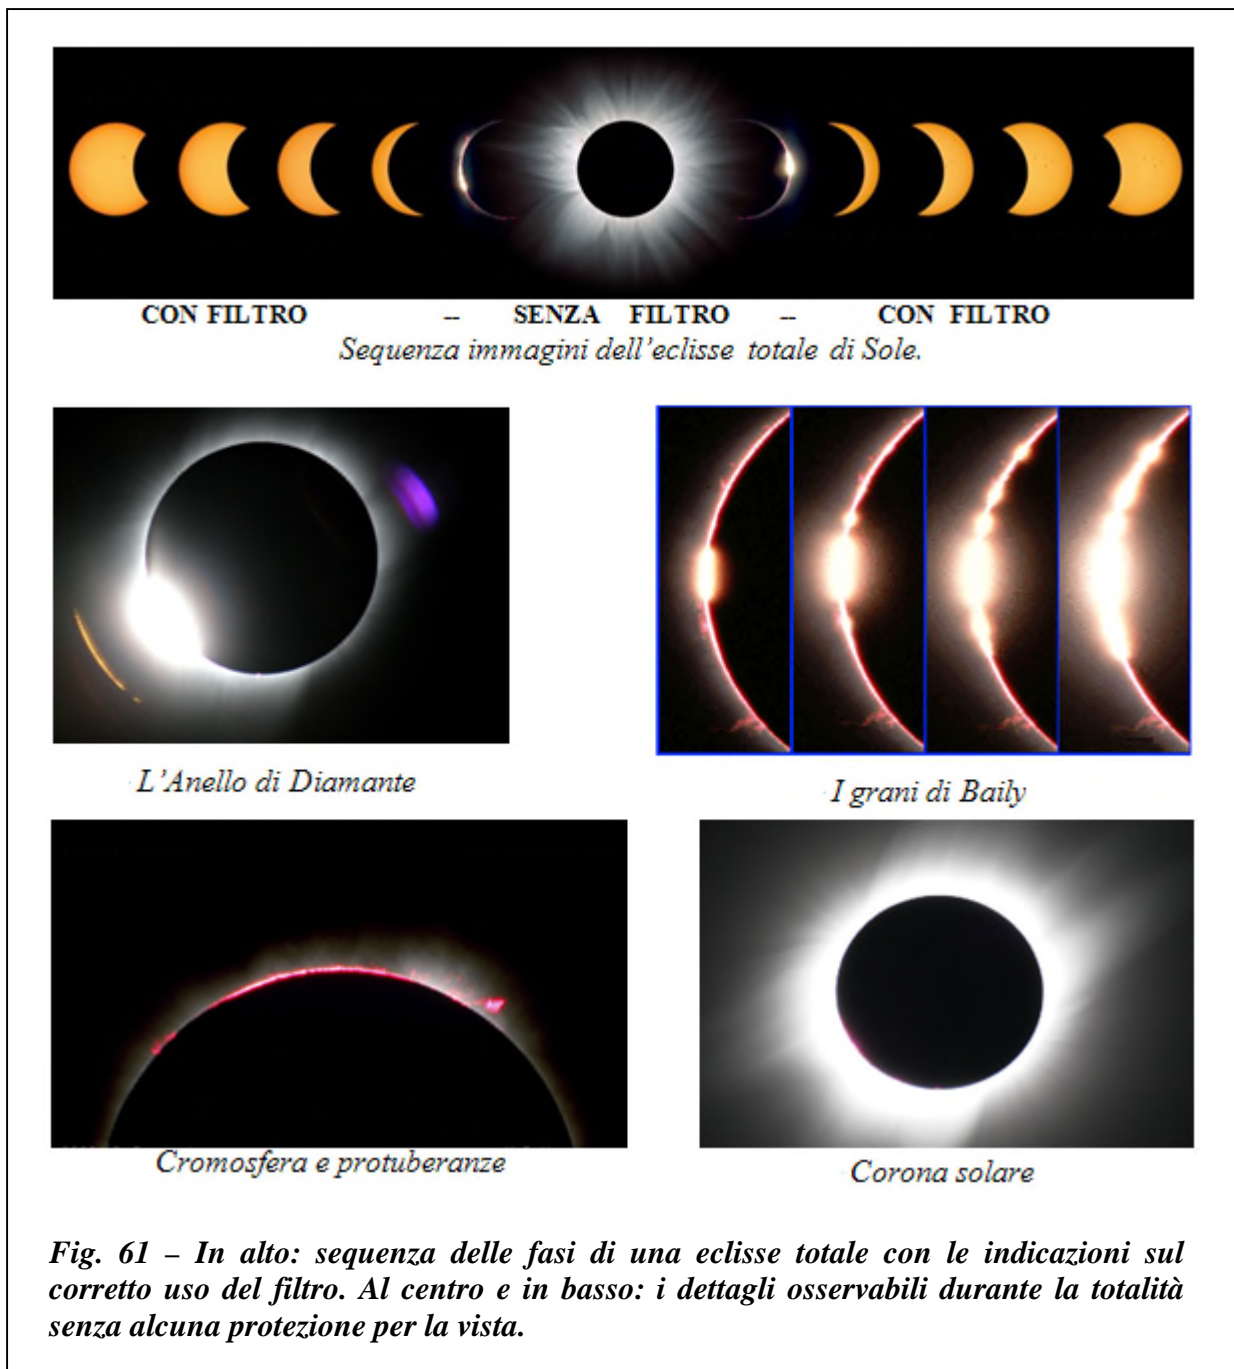 CON FILTRO -- SENZA FILTRO -- CON FILTRO
Sequenza immagini dell'eclisse totale di Sole.
L'Anello di Diamante
I grani di Baily
Cromosfera e protuberanze
Corona solare
Fig. 61 – In alto: sequenza delle fasi di una eclisse totale con le indicazioni sul
corretto uso del filtro. Al centro e in basso: i dettagli osservabili durante la totalità
senza alcuna protezione per la vista.